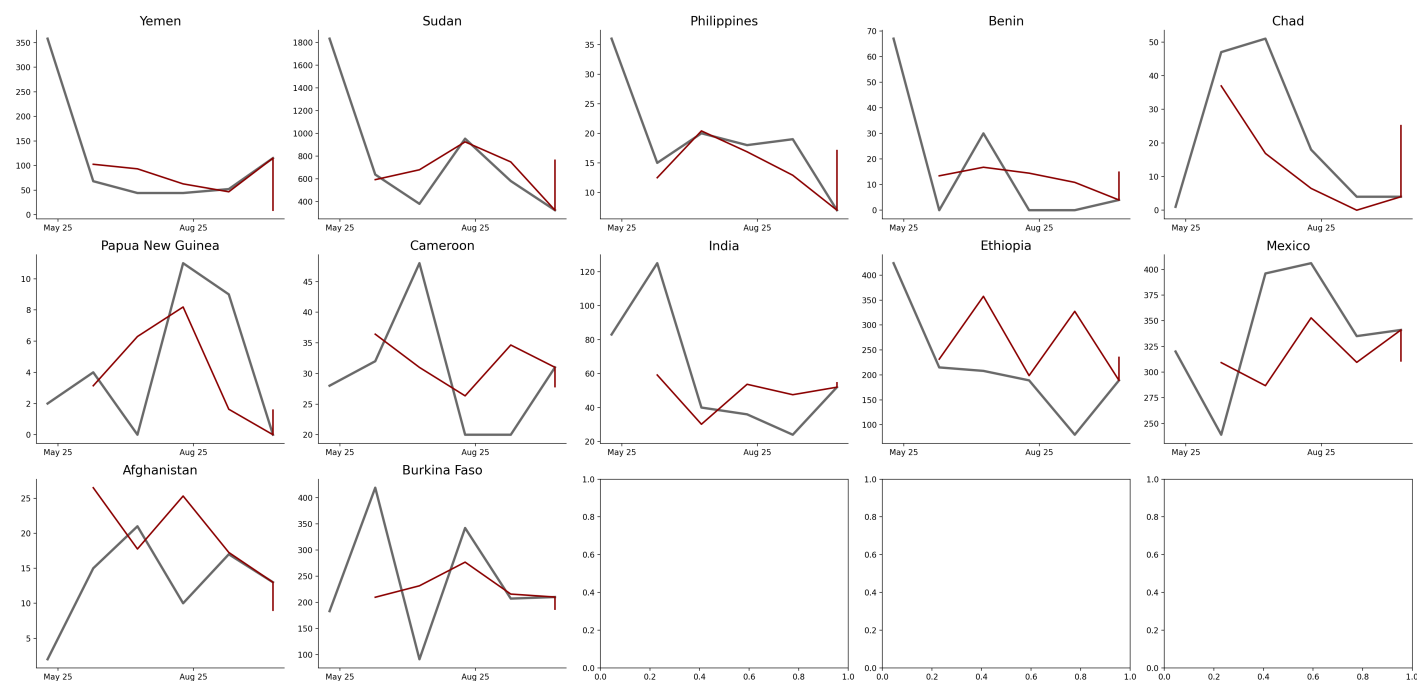 Yemen
350
300
250
200
150
100
50
0
May 25
Aug 25
Sudan
1800
1600
1400
1200
1000
800
600
400
May 25
Aug 25
Philippines
35
30
25
20
15
10
May 25
Aug 25
Benin
70
60
50
40
30
20
10
0
May 25
Aug 25
Chad
50
40
30
20
10
0
May 25
Aug 25
Papua New Guinea
10
8
6
4
2
0
May 25
Aug 25
Cameroon
45
40
35
30
25
20
May 25
Aug 25
India
120
100
80
60
40
20
May 25
Aug 25
Ethiopia
400
350
300
250
200
150
100
May 25
Aug 25
Mexico
400
375
350
325
300
275
250
May 25
Aug 25
Afghanistan
25
20
15
10
5
May 25
Aug 25
Burkina Faso
400
350
300
250
200
150
100
May 25
Aug 25
1.0
0.8
0.6
0.4
0.2
0.0
0.0 0.2 0.4 0.6 0.8 1.0
1.0
0.8
0.6
0.4
0.2
0.0
0.0 0.2 0.4 0.6 0.8 1.0
1.0
0.8
0.6
0.4
0.2
0.0
0.0 0.2 0.4 0.6 0.8 1.0